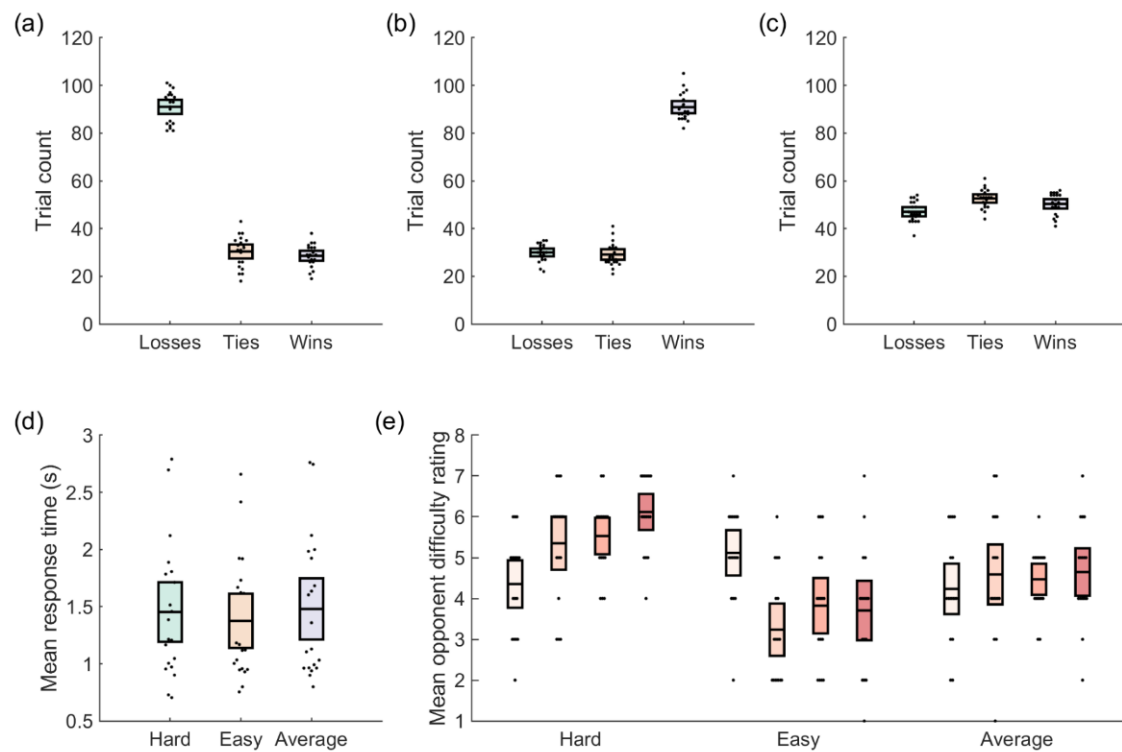 (a)
120
100
80
60
40
20
0
Trial count
Losses Ties Wins
(b)
120
100
80
60
40
20
0
Trial count
Losses Ties Wins
(c)
120
100
80
60
40
20
0
Trial count
Losses Ties Wins
(d)
3
2.5
2
1.5
1
0.5
Mean response time (s)
Hard Easy Average
(e)
8
7
6
5
4
3
2
1
Mean opponent difficulty rating
Hard Easy Average